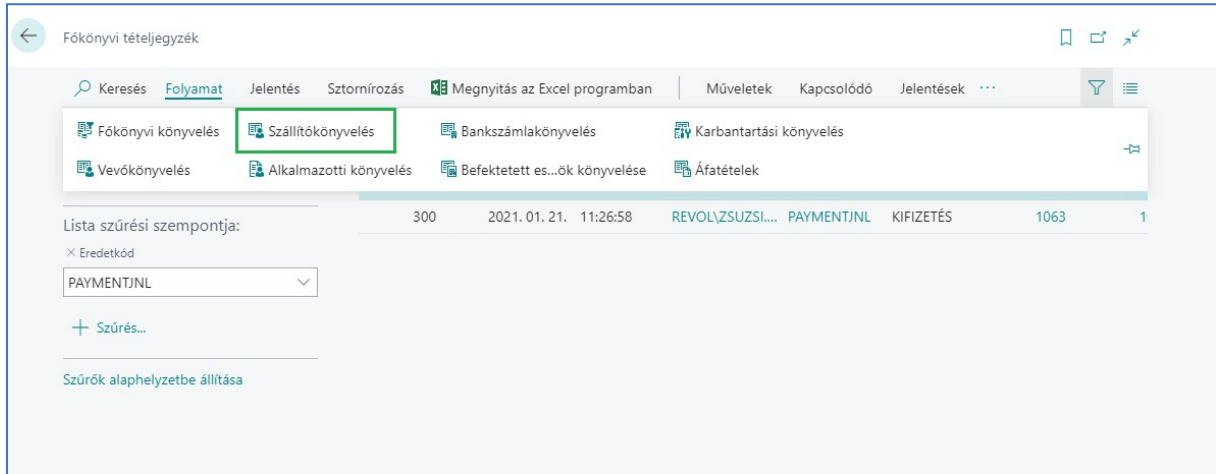 Főkönyvi tételjegyzék
Keresés Folyamat Jelentés Sztornírozás Megnyitás az Excel programban Műveletek Kapcsolódó Jelentések ...
Főkönyvi könyvelés Szállítókönyvelés Bankszámlakönyvelés Karbantartási könyvelés
Vevőkönyvelés Alkalmazotti könyvelés Befektetett es...ök könyvelése Áfatételek
300 2021. 01. 21. 11:26:58 REVOL\ZSUZSI.... PAYMENTJNL KIFIZETÉS 1063 1
Lista szűrési szempontja:
× Eredetkód
PAYMENTJNL
+ Szűrés...
Szűrők alaphelyzetbe állítása